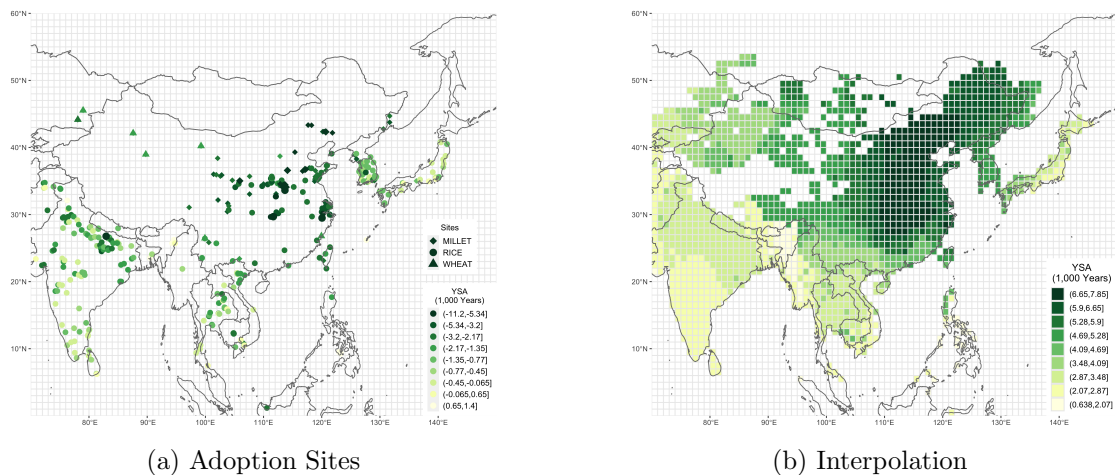 60°N
50°N
40°N
30°N
20°N
10°N
80°E
90°E
100°E
110°E
120°E
130°E
140°E
Sites
MILLET
RICE
WHEAT
YSA
(1,000 Years)
(-11.2,-5.34]
(-5.34,-3.2]
(-3.2,-2.17]
(-2.17,-1.35]
(-1.35,-0.77]
(-0.77,-0.45]
(-0.45,-0.065]
(-0.065,0.65]
(0.65,1.4]
(a) Adoption Sites
60°N
50°N
40°N
30°N
20°N
10°N
80°E
90°E
100°E
110°E
120°E
130°E
140°E
YSA
(1,000 Years)
(6.65,7.85]
(5.9,6.65]
(5.28,5.9]
(4.69,5.28]
(4.09,4.69]
(3.48,4.09]
(2.87,3.48]
(2.07,2.87]
(0.638,2.07]
(b) Interpolation